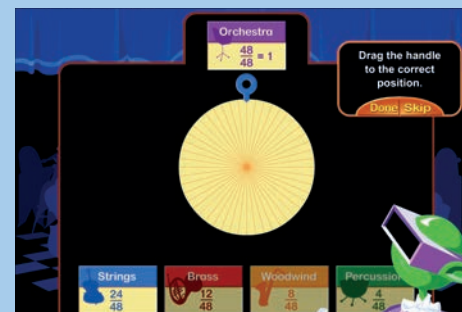 Orchestra
48/48 = 1
Drag the handle
to the correct
position.
Done Skip
Strings Brass Woodwind Percussion
24/48 12/48 8/48 4/48